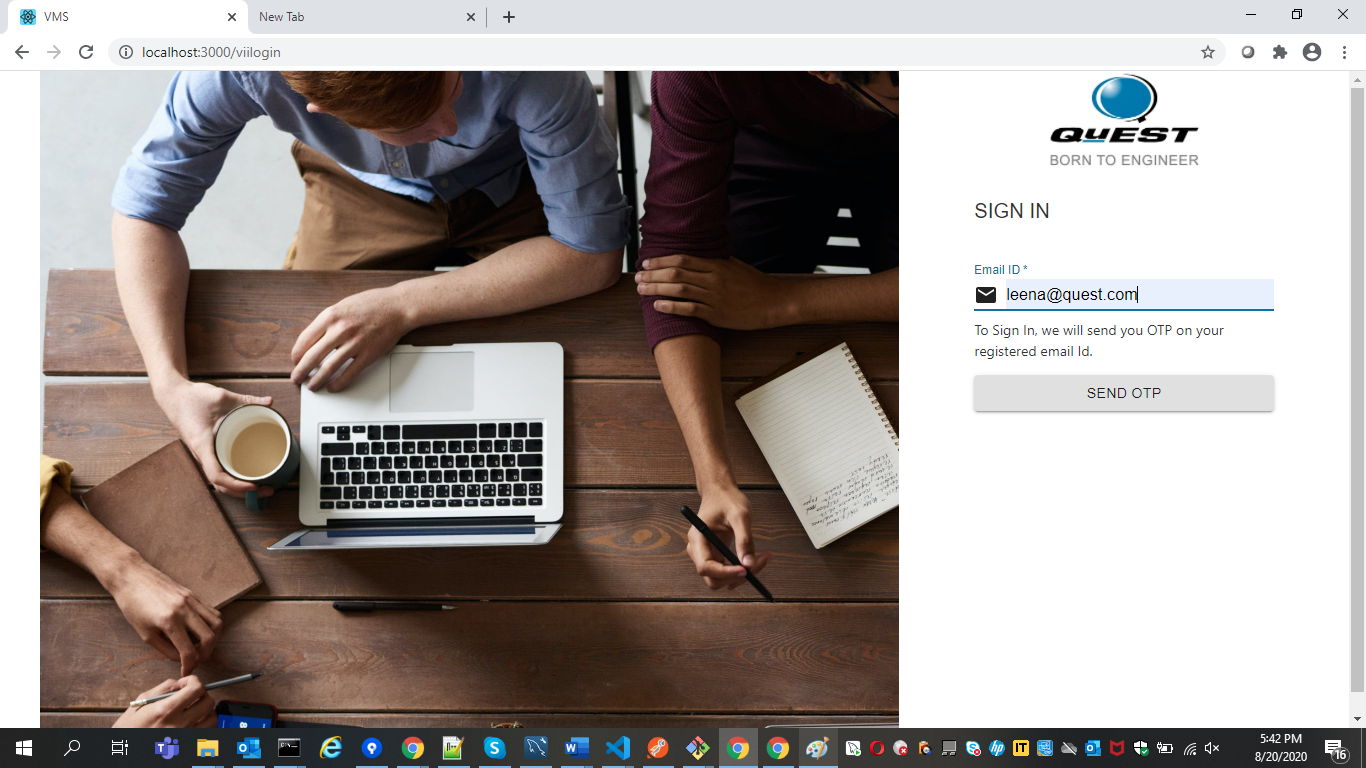 VMS
New Tab
localhost:3000/viilogin
QUEST
BORN TO ENGINEER
SIGN IN
Email ID *
leena@quest.com
To Sign In, we will send you OTP on your
registered email Id.
SEND OTP
5:42 PM
8/20/2020
16